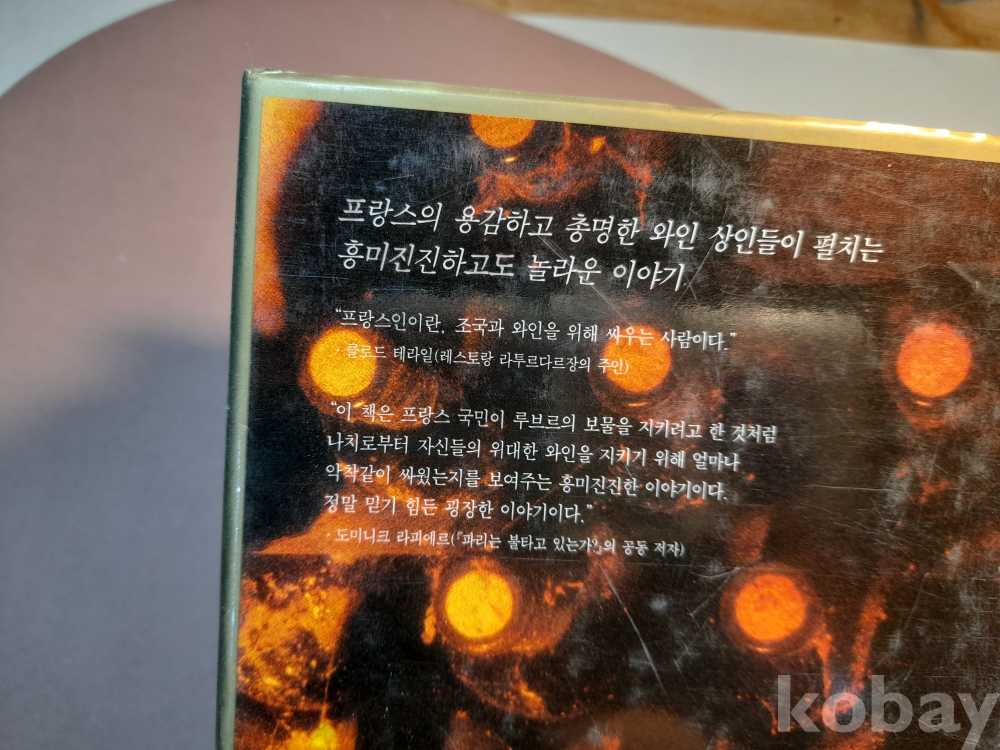 프랑스의 용감하고 총명한 와인 상인들이 펼치는
흥미진진하고도 놀라운 이야기.
“프랑스인이란, 조국과 와인을 위해 싸우는 사람이다.”
· 클로드 테라일(레스토랑 라투르다르장의 주인)
“이 책은 프랑스 국민이 루브르의 보물을 지키려고 한 것처럼
나치로부터 자신들의 위대한 와인을 지키기 위해 얼마나
악착같이 싸웠는지를 보여주는 흥미진진한 이야기이다.
정말 믿기 힘든 굉장한 이야기이다.”
· 도미니크 라피에르(『파리는 불타고 있는가?』의 공동 저자)
kobay